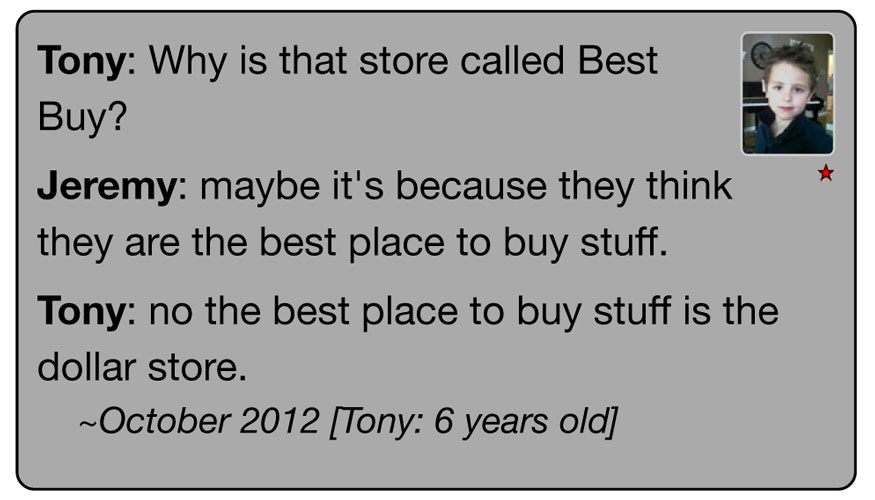 Tony: Why is that store called Best
Buy?
Jeremy: maybe it's because they think
they are the best place to buy stuff.
Tony: no the best place to buy stuff is the
dollar store.
~October 2012 [Tony: 6 years old]